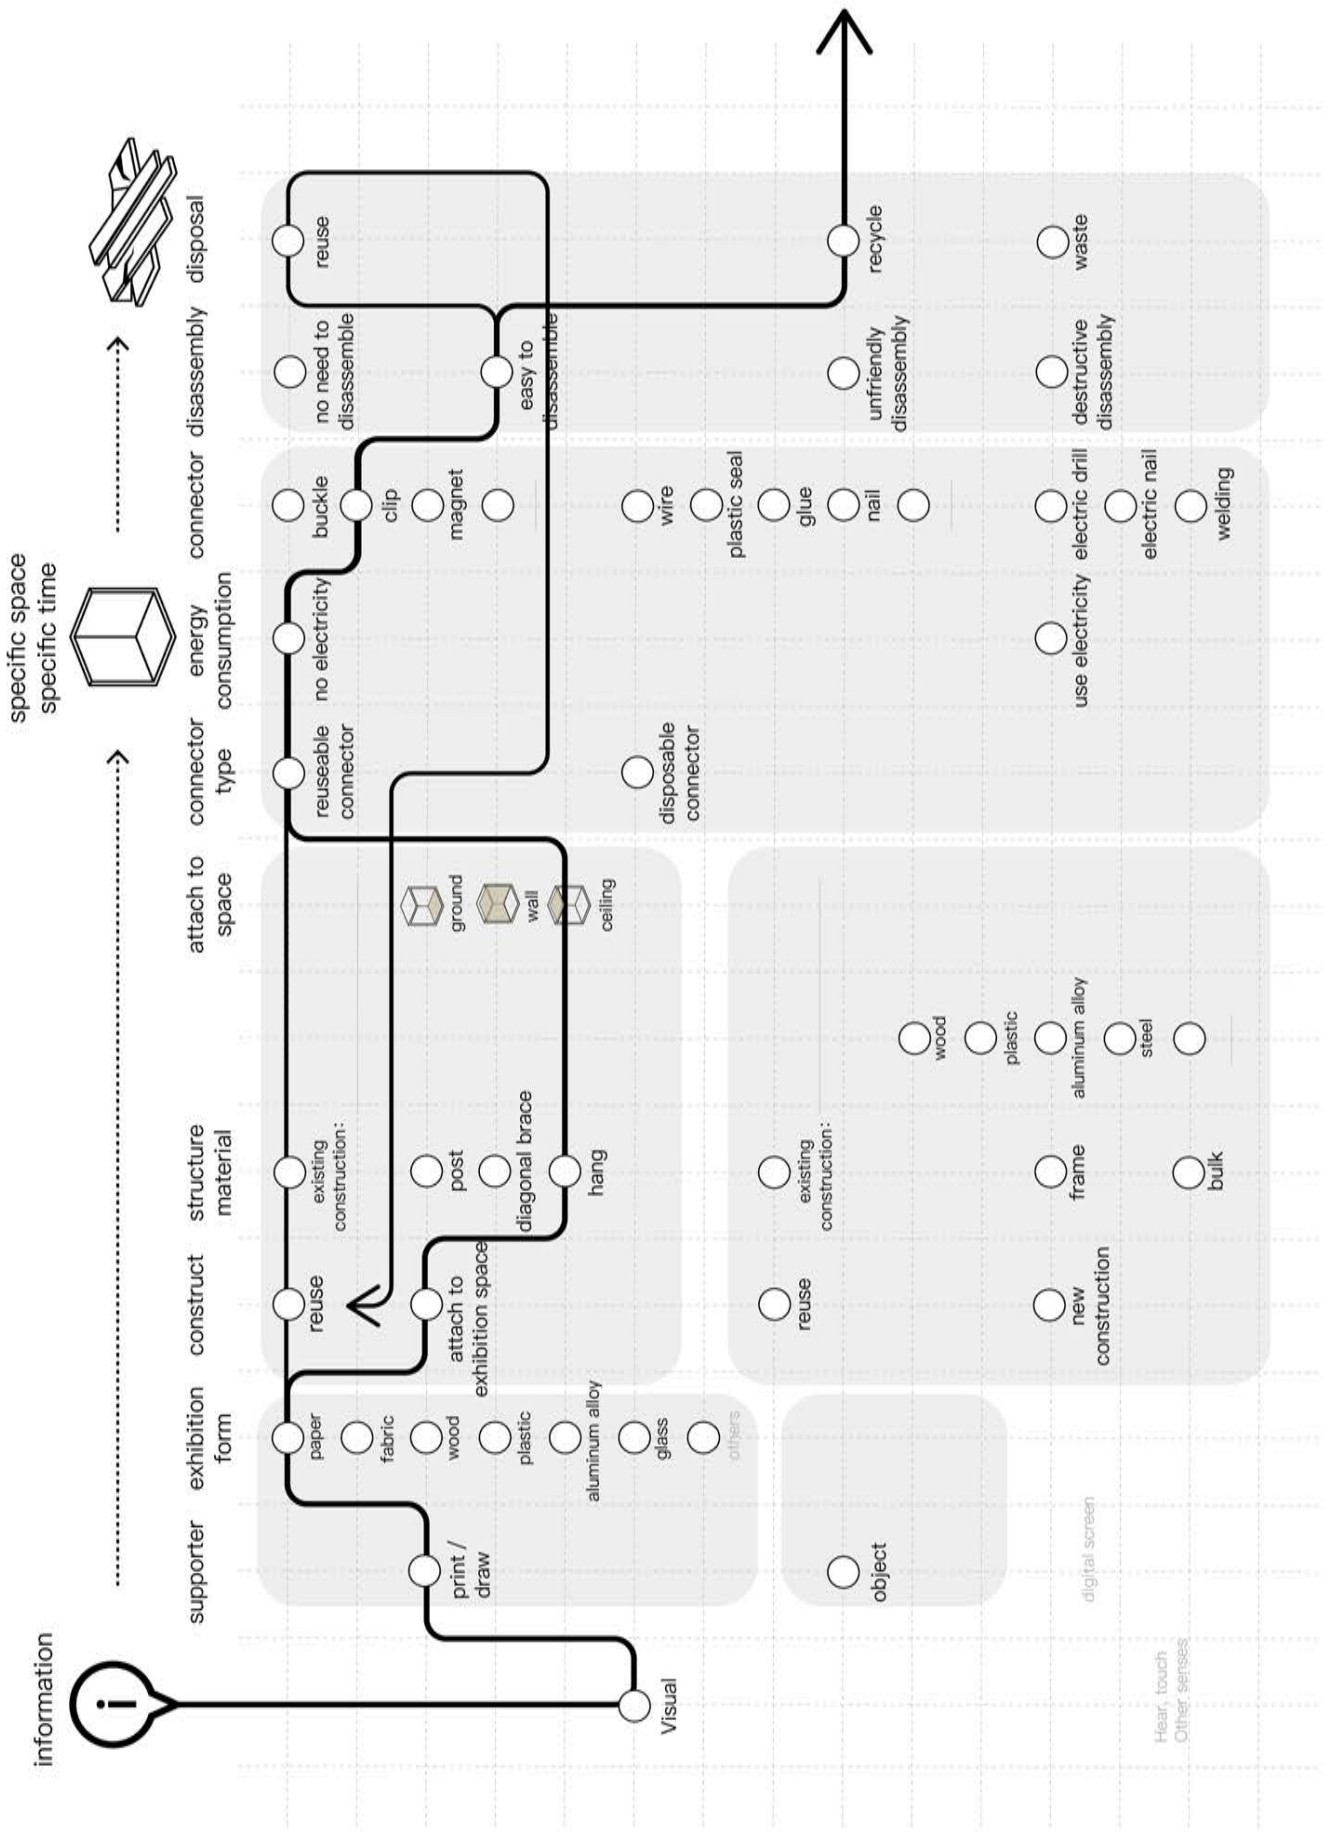 information
specific space
specific time
supporter
exhibition
form
construct
structure
material
attach to
space
connector
type
energy
consumption
connector
disassembly
disposal
Visual
Hear, touch
Other senses
print /
draw
object
digital screen
paper
fabric
wood
plastic
aluminum alloy
glass
others
reuse
attach to
exhibition space
reuse
new
construction
existing
construction:
post
diagonal brace
hang
existing
construction:
frame
bulk
wood
plastic
aluminum alloy
steel
ground
wall
ceiling
reuseable
connector
disposable
connector
no electricity
use electricity
buckle
clip
magnet
wire
plastic seal
glue
nail
electric drill
electric nail
welding
no need to
disassemble
easy to
disassemble
unfriendly
disassembly
destructive
disassembly
reuse
recycle
waste